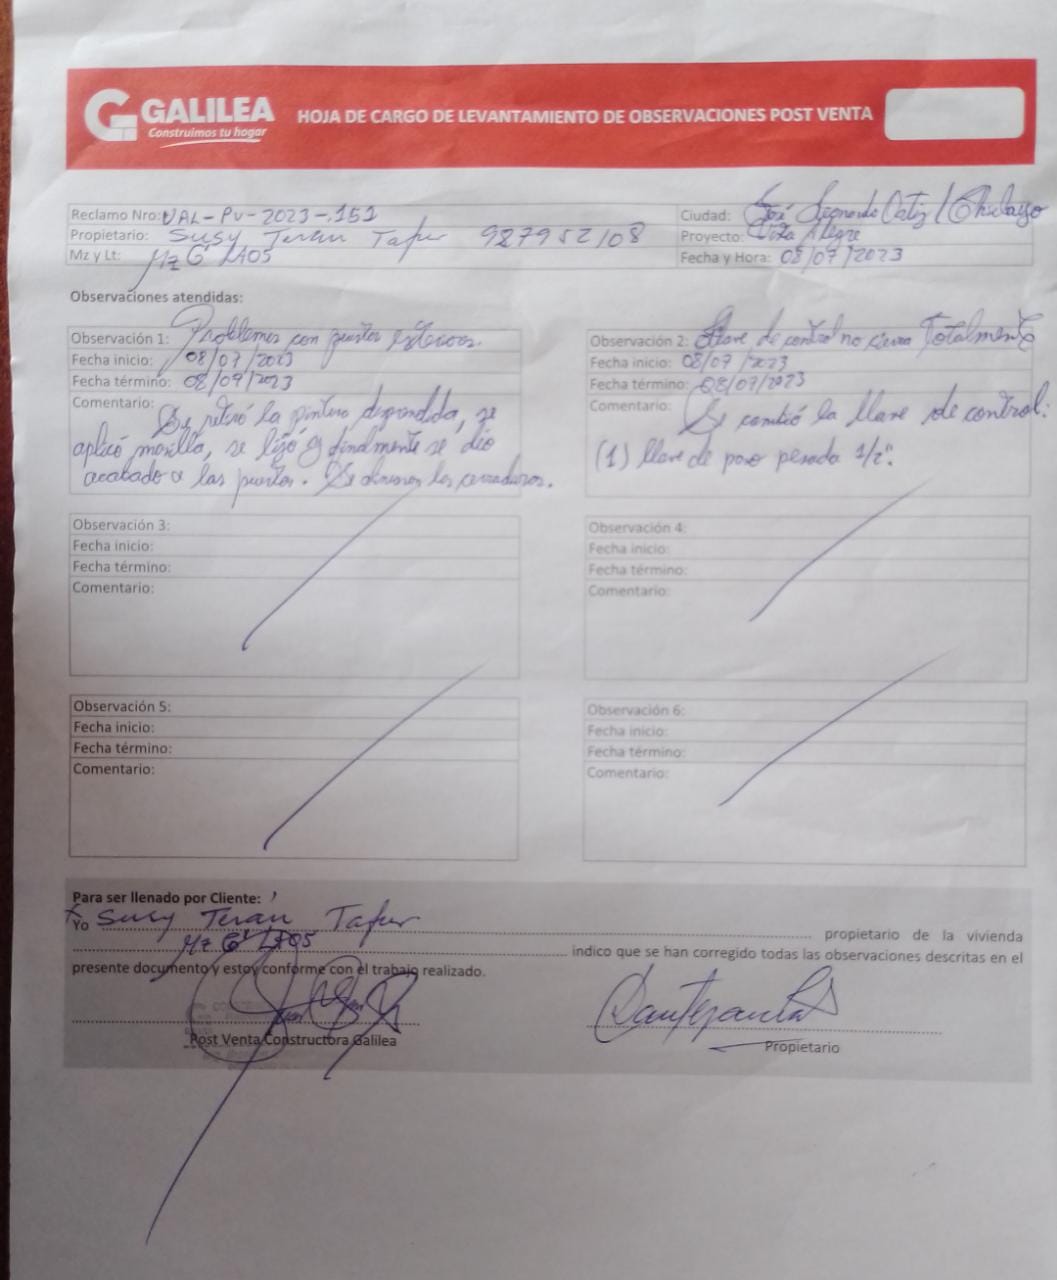 GALILEA
Construimos tu hogar
HOJA DE CARGO DE LEVANTAMIENTO DE OBSERVACIONES POST VENTA
Reclamo Nro: VAL-PV-2023-151
Ciudad: José Leonardo Ortiz / Chiclayo
Propietario: Susy Teran Tafur 927952108
Proyecto: Villa Alegre
Mz y Lt: Mz G' LT05
Fecha y Hora: 08/07/2023
Observaciones atendidas:
Observación 1: Problemas con puertas exteriores.
Fecha inicio: 08/07/2023
Fecha término: 08/07/2023
Comentario: Se retiró la pintura desprendida, se
aplicó masilla, se lijó y finalmente se dio
acabado a las puertas. Se alinearon las cerraduras.
Observación 2: Llave de control no cierra totalmente
Fecha inicio: 08/07/2023
Fecha término: 08/07/2023
Comentario: Se cambió la llave de control:
(1) llave de paso pesada 1/2".
Observación 3:
Fecha inicio:
Fecha término:
Comentario:
Observación 4:
Fecha inicio:
Fecha término:
Comentario:
Observación 5:
Fecha inicio:
Fecha término:
Comentario:
Observación 6:
Fecha inicio:
Fecha término:
Comentario:
Para ser llenado por Cliente:
Yo Susy Teran Tafur propietario de la vivienda
Mz G' LT05 indico que se han corregido todas las observaciones descritas en el
presente documento y estoy conforme con el trabajo realizado.
Post Venta Constructora Galilea
Propietario